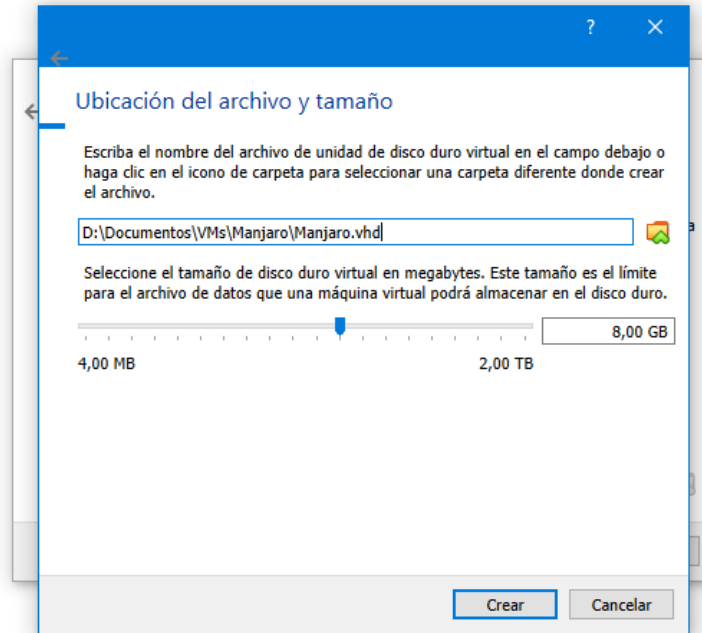 ?
Ubicación del archivo y tamaño
Escriba el nombre del archivo de unidad de disco duro virtual en el campo debajo o
haga clic en el icono de carpeta para seleccionar una carpeta diferente donde crear
el archivo.
D:\Documentos\VMs\Manjaro\Manjaro.vhd
a
Seleccione el tamaño de disco duro virtual en megabytes. Este tamaño es el límite
para el archivo de datos que una máquina virtual podrá almacenar en el disco duro.
8,00 GB
4,00 MB 2,00 TB
Crear Cancelar